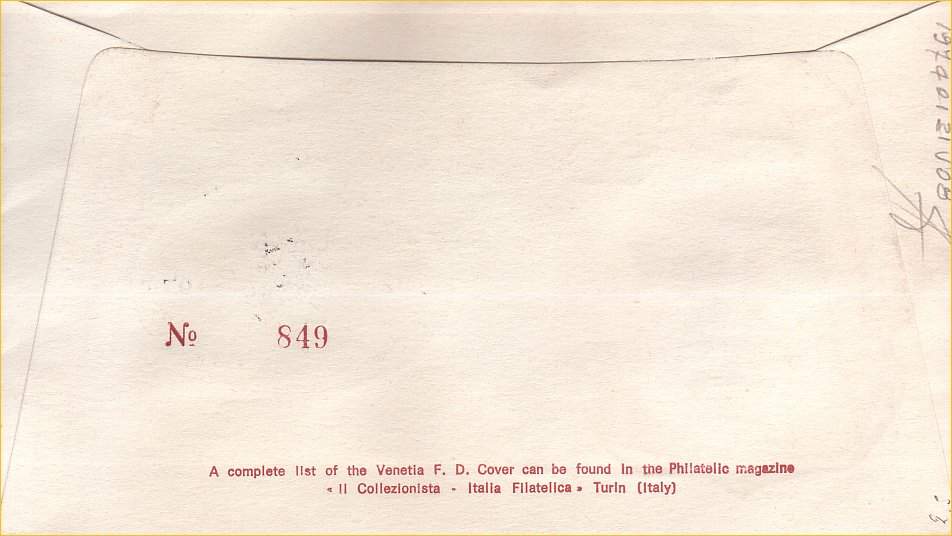 № 849
A complete list of the Venetia F. D. Cover can be found in the Philatelic magazine
« Il Collezionista - Italia Filatelica » Turin (Italy)